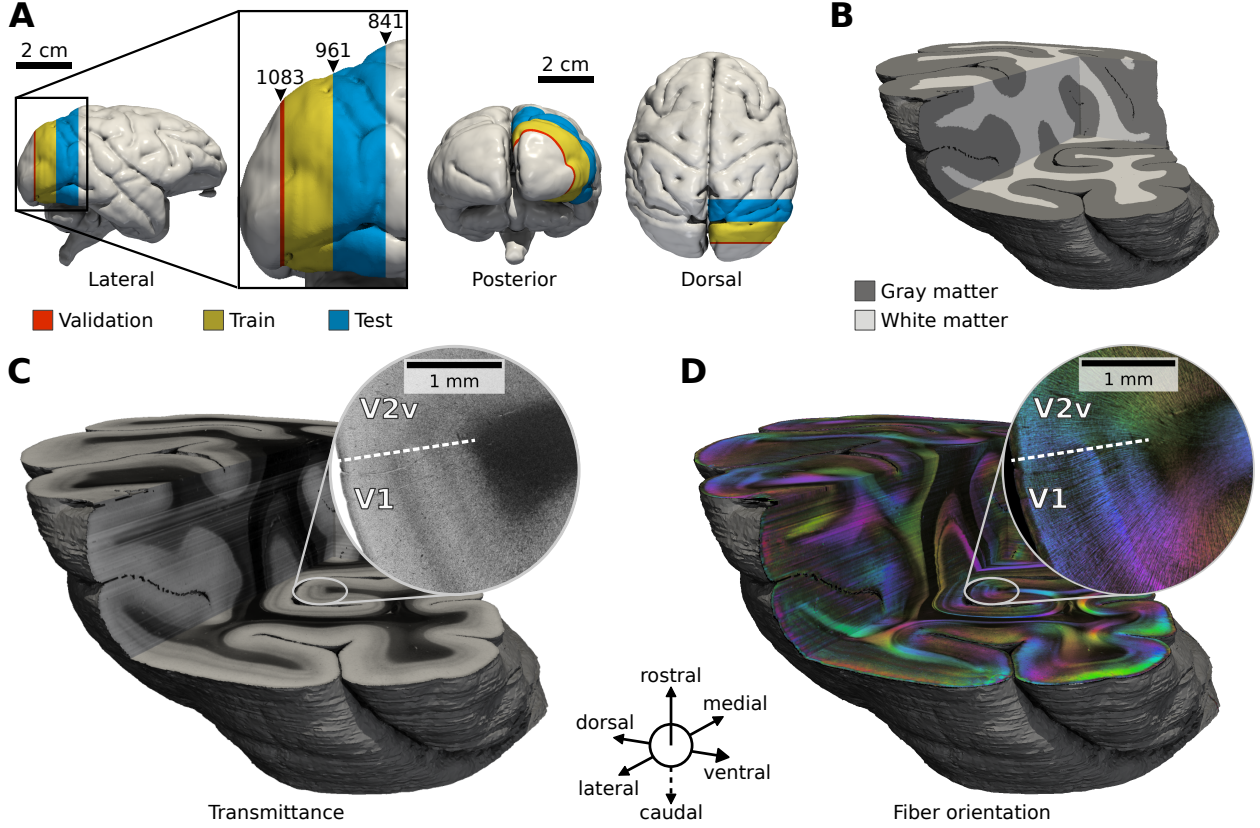 A
2 cm
1083
961
841
2 cm
Lateral
Posterior
Dorsal
Validation
Train
Test
B
Gray matter
White matter
C
1 mm
V2v
V1
Transmittance
rostral
medial
dorsal
ventral
lateral
caudal
D
1 mm
V2v
V1
Fiber orientation